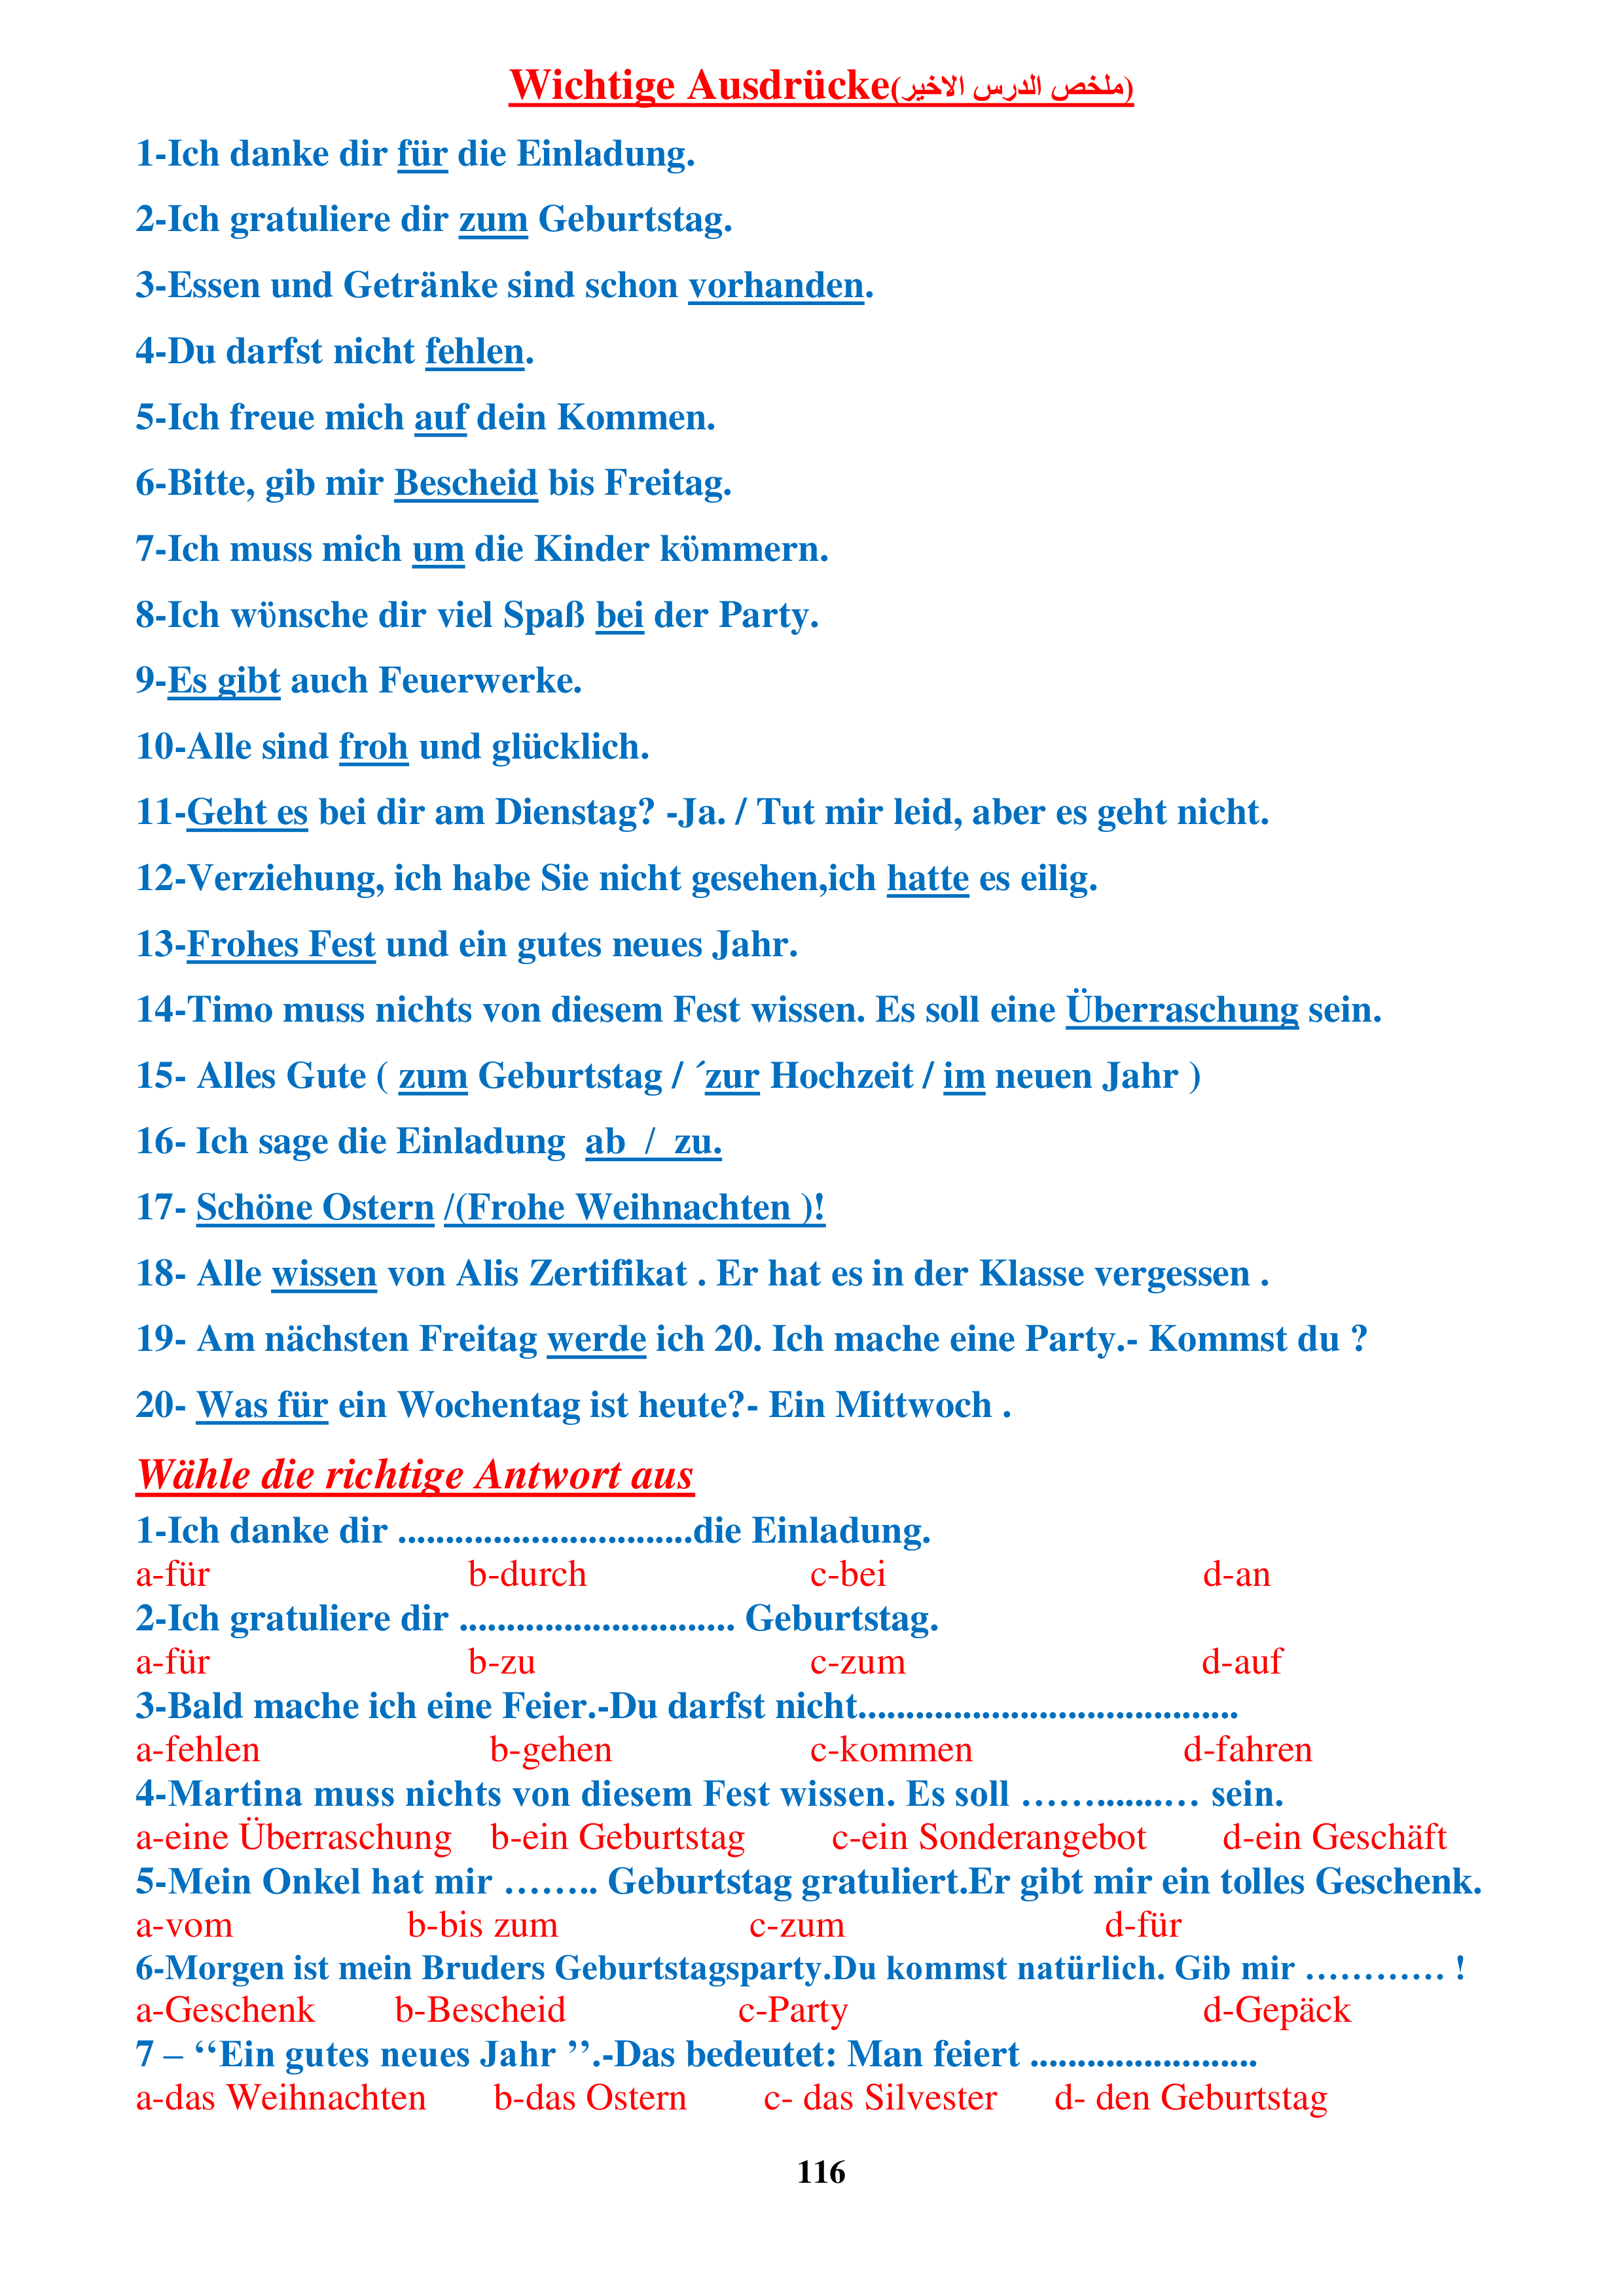 Wichtige Ausdrücke(ملخص الدرس الاخير)
1-Ich danke dir für die Einladung.
2-Ich gratuliere dir zum Geburtstag.
3-Essen und Getränke sind schon vorhanden.
4-Du darfst nicht fehlen.
5-Ich freue mich auf dein Kommen.
6-Bitte, gib mir Bescheid bis Freitag.
7-Ich muss mich um die Kinder kϋmmern.
8-Ich wϋnsche dir viel Spaß bei der Party.
9-Es gibt auch Feuerwerke.
10-Alle sind froh und glücklich.
11-Geht es bei dir am Dienstag? -Ja. / Tut mir leid, aber es geht nicht.
12-Verziehung, ich habe Sie nicht gesehen,ich hatte es eilig.
13-Frohes Fest und ein gutes neues Jahr.
14-Timo muss nichts von diesem Fest wissen. Es soll eine Überraschung sein.
15- Alles Gute ( zum Geburtstag / ´zur Hochzeit / im neuen Jahr )
16- Ich sage die Einladung ab / zu.
17- Schöne Ostern /(Frohe Weihnachten )!
18- Alle wissen von Alis Zertifikat . Er hat es in der Klasse vergessen .
19- Am nächsten Freitag werde ich 20. Ich mache eine Party.- Kommst du ?
20- Was für ein Wochentag ist heute?- Ein Mittwoch .
Wähle die richtige Antwort aus
1-Ich danke dir ...............................die Einladung.
a-für b-durch c-bei d-an
2-Ich gratuliere dir ............................. Geburtstag.
a-für b-zu c-zum d-auf
3-Bald mache ich eine Feier.-Du darfst nicht........................................
a-fehlen b-gehen c-kommen d-fahren
4-Martina muss nichts von diesem Fest wissen. Es soll …….......… sein.
a-eine Überraschung b-ein Geburtstag c-ein Sonderangebot d-ein Geschäft
5-Mein Onkel hat mir …….. Geburtstag gratuliert.Er gibt mir ein tolles Geschenk.
a-vom b-bis zum c-zum d-für
6-Morgen ist mein Bruders Geburtstagsparty.Du kommst natürlich. Gib mir ………… !
a-Geschenk b-Bescheid c-Party d-Gepäck
7 – ‘‘Ein gutes neues Jahr ’’.-Das bedeutet: Man feiert ........................
a-das Weihnachten b-das Ostern c- das Silvester d- den Geburtstag
116